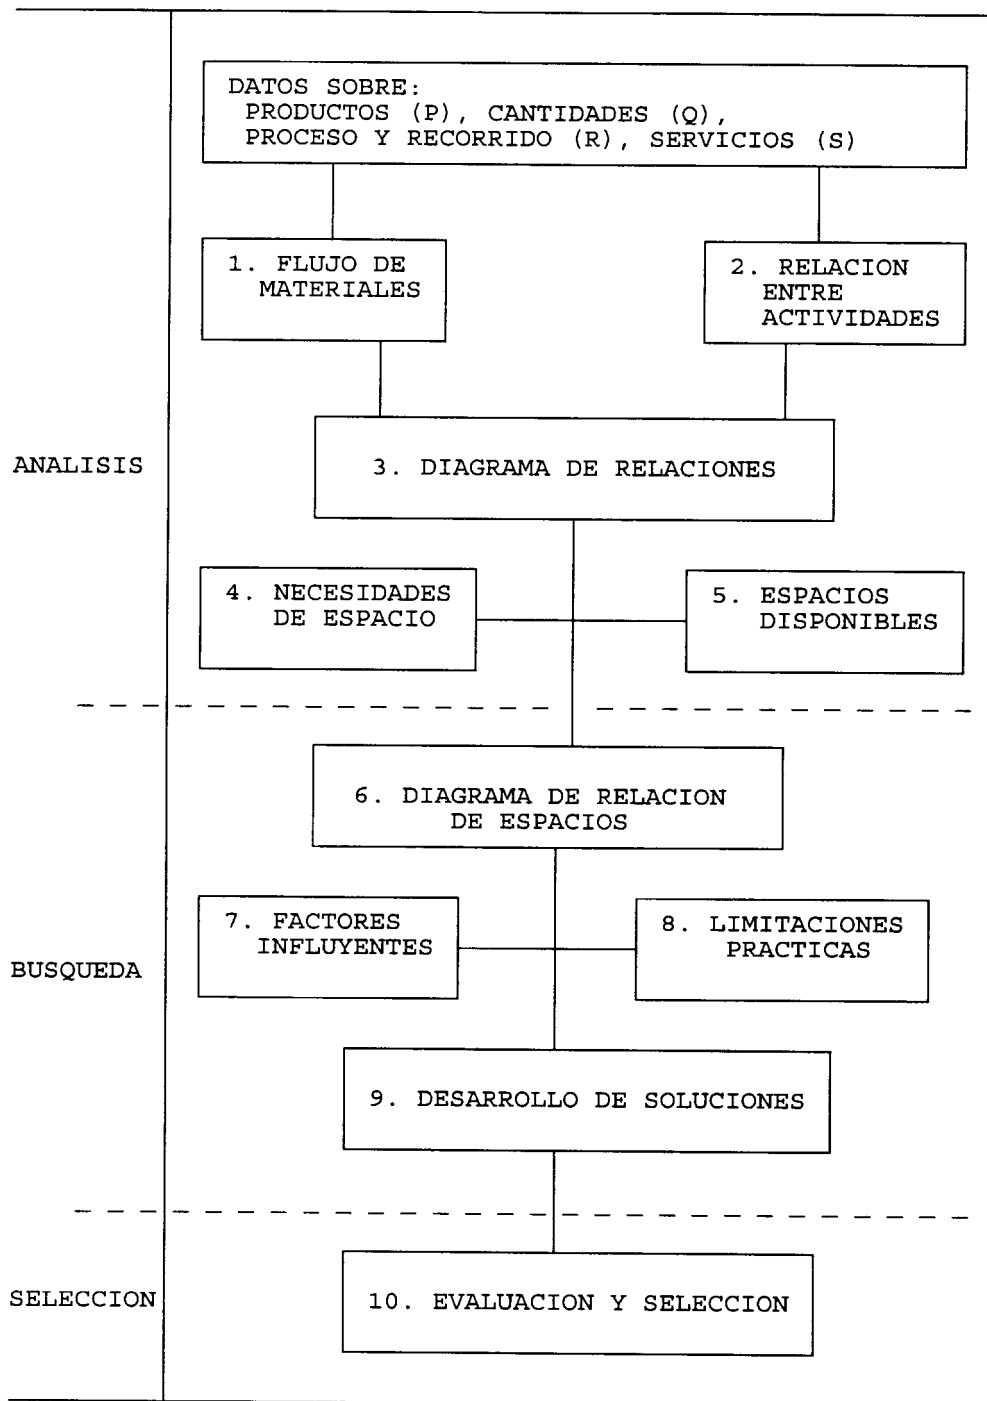 DATOS SOBRE:
PRODUCTOS (P), CANTIDADES (Q),
PROCESO Y RECORRIDO (R), SERVICIOS (S)
1. FLUJO DE
MATERIALES
2. RELACION
ENTRE
ACTIVIDADES
ANALISIS
3. DIAGRAMA DE RELACIONES
4. NECESIDADES
DE ESPACIO
5. ESPACIOS
DISPONIBLES
6. DIAGRAMA DE RELACION
DE ESPACIOS
7. FACTORES
INFLUYENTES
8. LIMITACIONES
PRACTICAS
BUSQUEDA
9. DESARROLLO DE SOLUCIONES
SELECCION
10. EVALUACION Y SELECCION